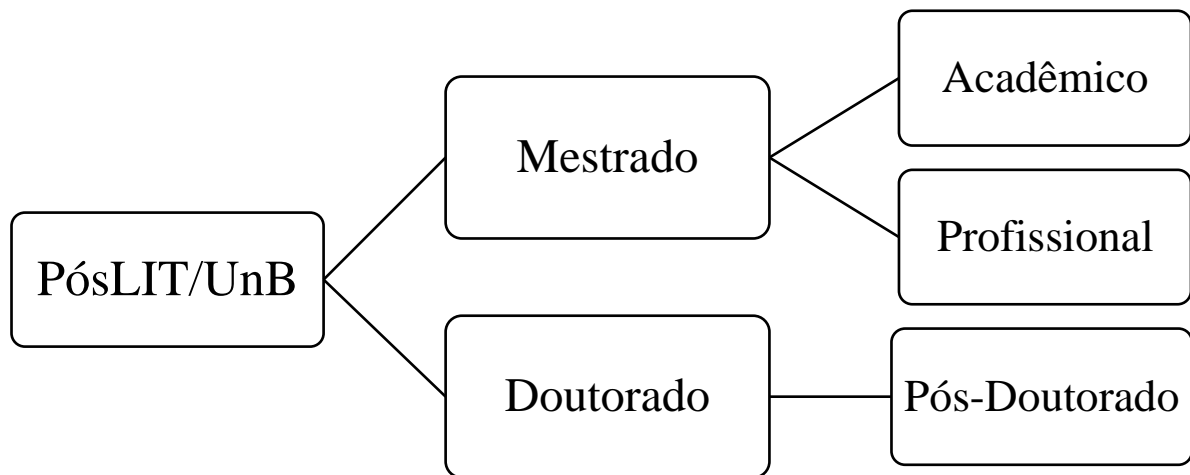 PósLIT/UnB
Mestrado
Acadêmico
Profissional
Doutorado
Pós-Doutorado